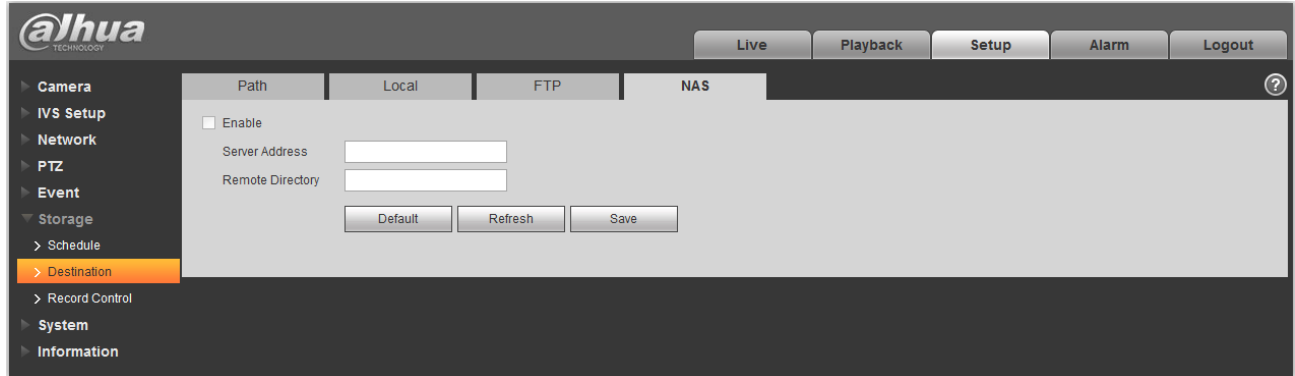 alhua
TECHNOLOGY
Live Playback Setup Alarm Logout
Camera
IVS Setup
Network
PTZ
Event
Storage
Schedule
Destination
Record Control
System
Information
Path Local FTP NAS ?
Enable
Server Address
Remote Directory
Default Refresh Save